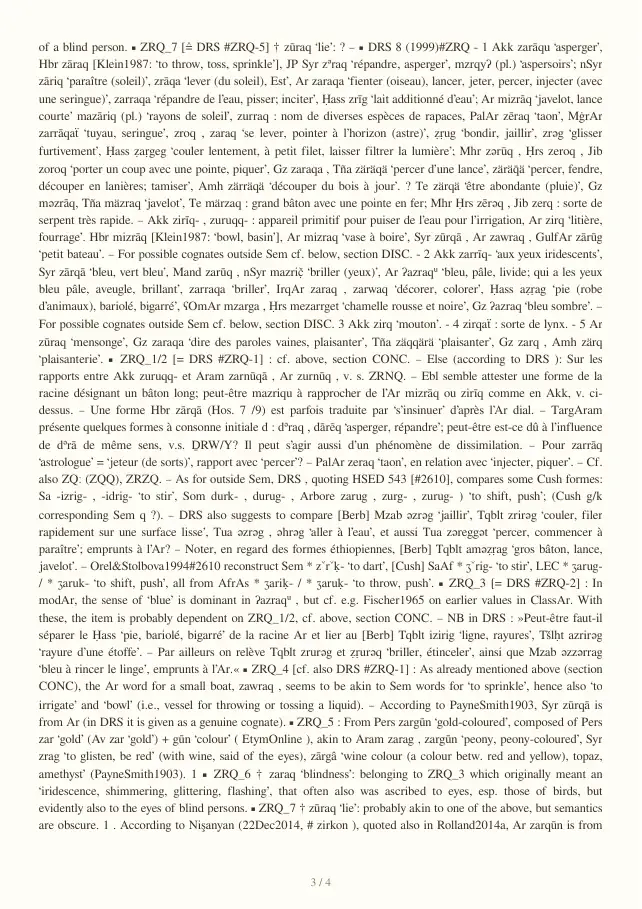 of a blind person. ▪ ZRQ_7 [≙ DRS #ZRQ-5] † zūraq ‘lie’: ? – ▪ DRS 8 (1999)#ZRQ - 1 Akk zarāqu ‘asperger’,
Hbr zāraq [Klein1987: ‘to throw, toss, sprinkle’], JP Syr zᵊraq ‘répandre, asperger’, mzrqyʔ (pl.) ‘aspersoirs’; nSyr
zāriq ‘paraître (soleil)’, zrāqa ‘lever (du soleil), Est’, Ar zaraqa ‘fienter (oiseau), lancer, jeter, percer, injecter (avec
une seringue)’, zarraqa ‘répandre de l’eau, pisser; inciter’, Ḥass zrīg ‘lait additionné d’eau’; Ar mizrāq ‘javelot, lance
courte’ mazāriq (pl.) ‘rayons de soleil’, zurraq : nom de diverses espèces de rapaces, PalAr zēraq ‘taon’, MġrAr
zarrāqaï ‘tuyau, seringue’, zroq , zaraq ‘se lever, pointer à l’horizon (astre)’, zṛug ‘bondir, jaillir’, zrəg ‘glisser
furtivement’, Ḥass ẓargeg ‘couler lentement, à petit filet, laisser filtrer la lumière’; Mhr zərūq , Ḥrs zeroq , Jib
zoroq ‘porter un coup avec une pointe, piquer’, Gz zaraqa , Tña zäräqä ‘percer d’une lance’, zäräq̱ä ‘percer, fendre,
découper en lanières; tamiser’, Amh zärräqä ‘découper du bois à jour’. ? Te zärqä ‘être abondante (pluie)’, Gz
məzrāq, Tña mäzraq ‘javelot’, Te märzaq : grand bâton avec une pointe en fer; Mhr Ḥrs zērəq , Jib zerq : sorte de
serpent très rapide. – Akk zirīq- , zuruqq- : appareil primitif pour puiser de l’eau pour l’irrigation, Ar zirq ‘litière,
fourrage’. Hbr mizrāq [Klein1987: ‘bowl, basin’], Ar mizraq ‘vase à boire’, Syr zūrqā , Ar zawraq , GulfAr zārūg
‘petit bateau’. – For possible cognates outside Sem cf. below, section DISC. - 2 Akk zarrīq- ‘aux yeux iridescents’,
Syr zārqā ‘bleu, vert bleu’, Mand zarūq , nSyr mazrič̣ ‘briller (yeux)’, Ar ʔazraqᵘ ‘bleu, pâle, livide; qui a les yeux
bleu pâle, aveugle, brillant’, zarraqa ‘briller’, IrqAr zaraq , zarwaq ‘décorer, colorer’, Ḥass aẓrag ‘pie (robe
d’animaux), bariolé, bigarré’, ʕOmAr mzarga , Ḥrs mezarrget ‘chamelle rousse et noire’, Gz ʔazraq ‘bleu sombre’. –
For possible cognates outside Sem cf. below, section DISC. 3 Akk zirq ‘mouton’. - 4 zirqaï : sorte de lynx. - 5 Ar
zūraq ‘mensonge’, Gz zaraqa ‘dire des paroles vaines, plaisanter’, Tña zäqqärä ‘plaisanter’, Gz zarq , Amh zärq
‘plaisanterie’. ▪ ZRQ_1/2 [= DRS #ZRQ-1] : cf. above, section CONC. – Else (according to DRS ): Sur les
rapports entre Akk zuruqq- et Aram zarnūqā , Ar zurnūq , v. s. ZRNQ. – Ebl semble attester une forme de la
racine désignant un bâton long; peut-être mazriqu à rapprocher de l’Ar mizrāq ou zirīq comme en Akk, v. ci-
dessus. – Une forme Hbr zārqā (Hos. 7 /9) est parfois traduite par ‘s’insinuer’ d’après l’Ar dial. – TargAram
présente quelques formes à consonne initiale d : dᵊraq , dārēq ‘asperger, répandre’; peut-être est-ce dû à l’influence
de dᵊrā de même sens, v.s. ḎRW/Y? Il peut s’agir aussi d’un phénomène de dissimilation. – Pour zarrāq
‘astrologue’ = ‘jeteur (de sorts)’, rapport avec ‘percer’? – PalAr zeraq ‘taon’, en relation avec ‘injecter, piquer’. – Cf.
also ZQ: (ZQQ), ZRZQ. – As for outside Sem, DRS , quoting HSED 543 [#2610], compares some Cush formes:
Sa -izrig- , -idrig- ‘to stir’, Som durk- , durug- , Arbore zarug , zurg- , zurug- ) ‘to shift, push’; (Cush g/k
corresponding Sem q ?). – DRS also suggests to compare [Berb] Mzab əzrəg ‘jaillir’, Tqblt zrirəg ‘couler, filer
rapidement sur une surface lisse’, Tua əzrəg , əhrəg ‘aller à l’eau’, et aussi Tua zəreggət ‘percer, commencer à
paraître’; emprunts à l’Ar? – Noter, en regard des formes éthiopiennes, [Berb] Tqblt aməẓrag ‘gros bâton, lance,
javelot’. – Orel&Stolbova1994#2610 reconstruct Sem * zˇrˇḳ- ‘to dart’, [Cush] SaAf * ʒˇrig- ‘to stir’, LEC * ʒarug-
/ * ʒaruk- ‘to shift, push’, all from AfrAs * ʒariḳ- / * ʒaruḳ- ‘to throw, push’. ▪ ZRQ_3 [= DRS #ZRQ-2] : In
modAr, the sense of ‘blue’ is dominant in ʔazraqᵘ , but cf. e.g. Fischer1965 on earlier values in ClassAr. With
these, the item is probably dependent on ZRQ_1/2, cf. above, section CONC. – NB in DRS : »Peut-être faut-il
séparer le Ḥass ‘pie, bariolé, bigarré’ de la racine Ar et lier au [Berb] Tqblt izirig ‘ligne, rayures’, Tšlḥt azrirəg
‘rayure d’une étoffe’. – Par ailleurs on relève Tqblt zrurəg et ẓrurəq ‘briller, étinceler’, ainsi que Mzab əzzərrag
‘bleu à rincer le linge’, emprunts à l’Ar.« ▪ ZRQ_4 [cf. also DRS #ZRQ-1] : As already mentioned above (section
CONC), the Ar word for a small boat, zawraq , seems to be akin to Sem words for ‘to sprinkle’, hence also ‘to
irrigate’ and ‘bowl’ (i.e., vessel for throwing or tossing a liquid). – According to PayneSmith1903, Syr zūrqā is
from Ar (in DRS it is given as a genuine cognate). ▪ ZRQ_5 : From Pers zargūn ‘gold-coloured’, composed of Pers
zar ‘gold’ (Av zar ‘gold’) + gūn ‘colour’ ( EtymOnline ), akin to Aram zarag , zargūn ‘peony, peony-coloured’, Syr
zrag ‘to glisten, be red’ (with wine, said of the eyes), zārgâ ‘wine colour (a colour betw. red and yellow), topaz,
amethyst’ (PayneSmith1903). 1 ▪ ZRQ_6 † zaraq ‘blindness’: belonging to ZRQ_3 which originally meant an
‘iridescence, shimmering, glittering, flashing’, that often also was ascribed to eyes, esp. those of birds, but
evidently also to the eyes of blind persons. ▪ ZRQ_7 † zūraq ‘lie’: probably akin to one of the above, but semantics
are obscure. 1 . According to Nişanyan (22Dec2014, # zirkon ), quoted also in Rolland2014a, Ar zarqūn is from
3 / 4